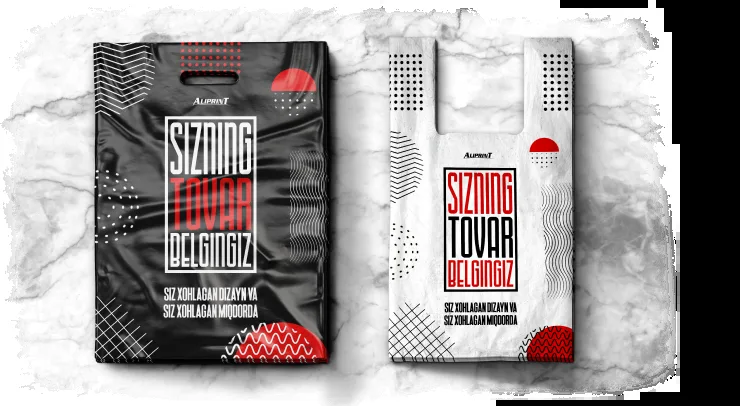 ALIPRINT
SIZNING
TOVAR
BELGINGIZ
SIZ XOHLAGAN DIZAYN VA
SIZ XOHLAGAN MIQDORDA
ALIPRINT
SIZNING
TOVAR
BELGINGIZ
SIZ XOHLAGAN DIZAYN VA
SIZ XOHLAGAN MIQDORDA